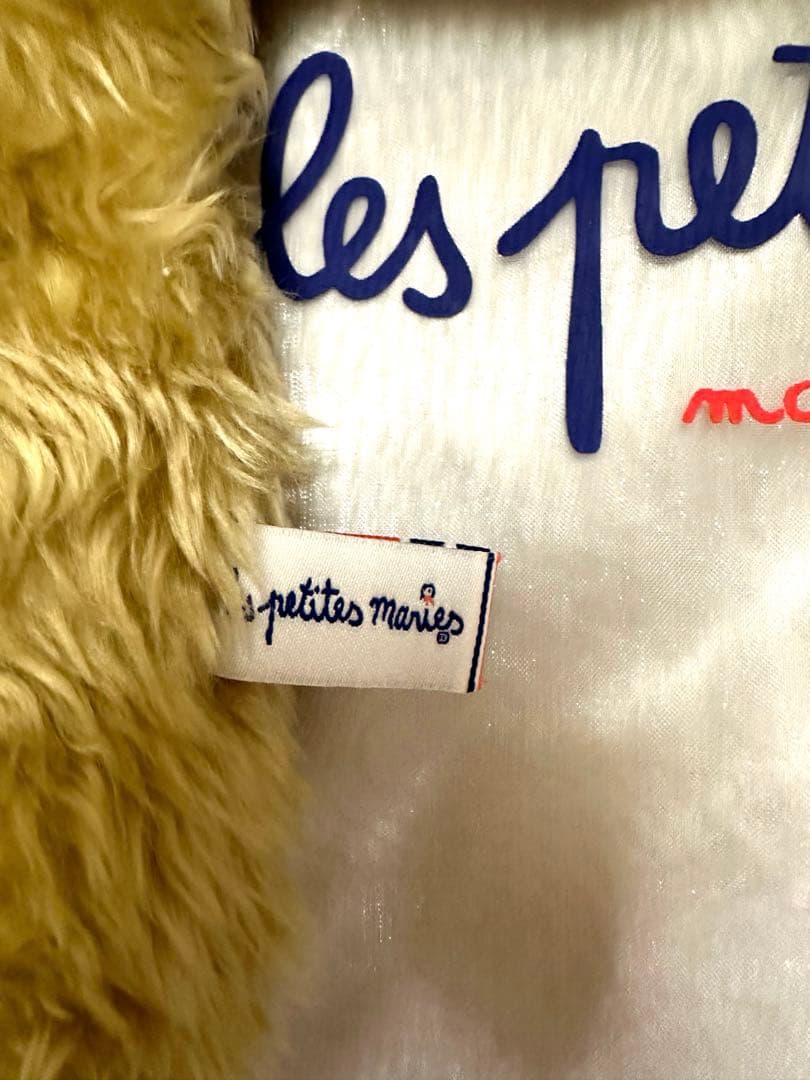 les pet
ma
s petites maries